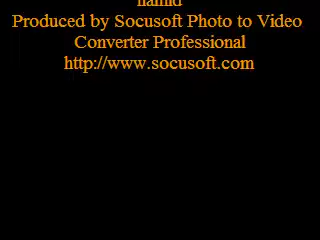 Produced by Socusoft Photo to Video
Converter Professional
http://www.socusoft.com